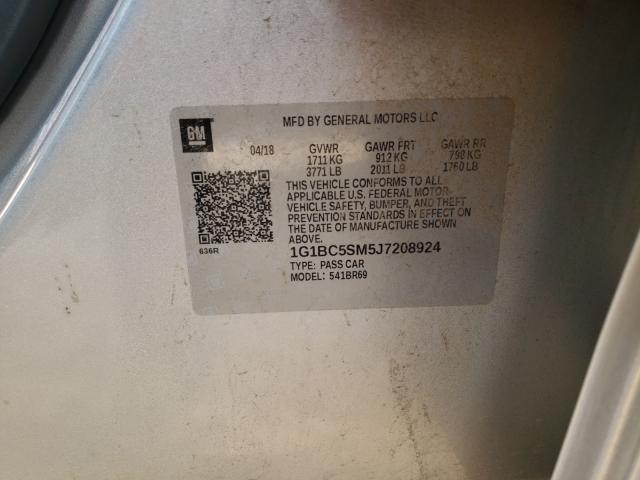 GM
MFD BY GENERAL MOTORS LLC
04/18 GVWR GAWR FRT GAWR RR
1711 KG 912 KG 798 KG
3771 LB 2011 LB 1760 LB
THIS VEHICLE CONFORMS TO ALL
APPLICABLE U.S. FEDERAL MOTOR
VEHICLE SAFETY, BUMPER, AND THEFT
PREVENTION STANDARDS IN EFFECT ON
THE DATE OF MANUFACTURE SHOWN
ABOVE.
636R
1G1BC5SM5J7208924
TYPE: PASS CAR
MODEL: 541BR69